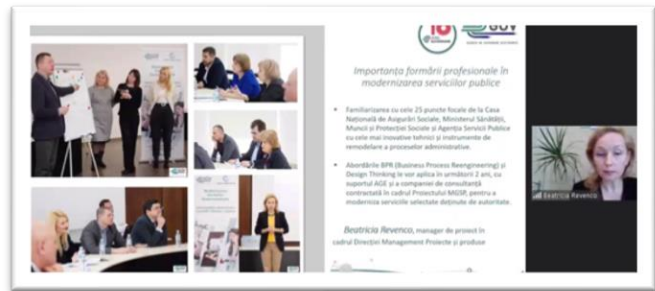 GUV
Importanța formării profesionale în
modernizarea serviciilor publice
Familiarizarea cu cele 25 puncte focale de la Casa
Națională de Asigurări Sociale, Ministerul Sănătății,
Muncii și Protecției Sociale și Agenția Servicii Publice
cu cele mai inovative tehnici și instrumente de
remodelare a proceselor administrative.
Abordările BPR (Business Process Reengineering) și
Design Thinking le vor aplica în următorii 2 ani, cu
suportul AGE și a companiei de consultanță
contractată în cadrul Proiectului MGSP, pentru a
moderniza serviciile selectate deținute de autoritate.
Beatricia Revenco, manager de proiect în
cadrul Direcției Management Proiecte și produse
Beatricia Revenco